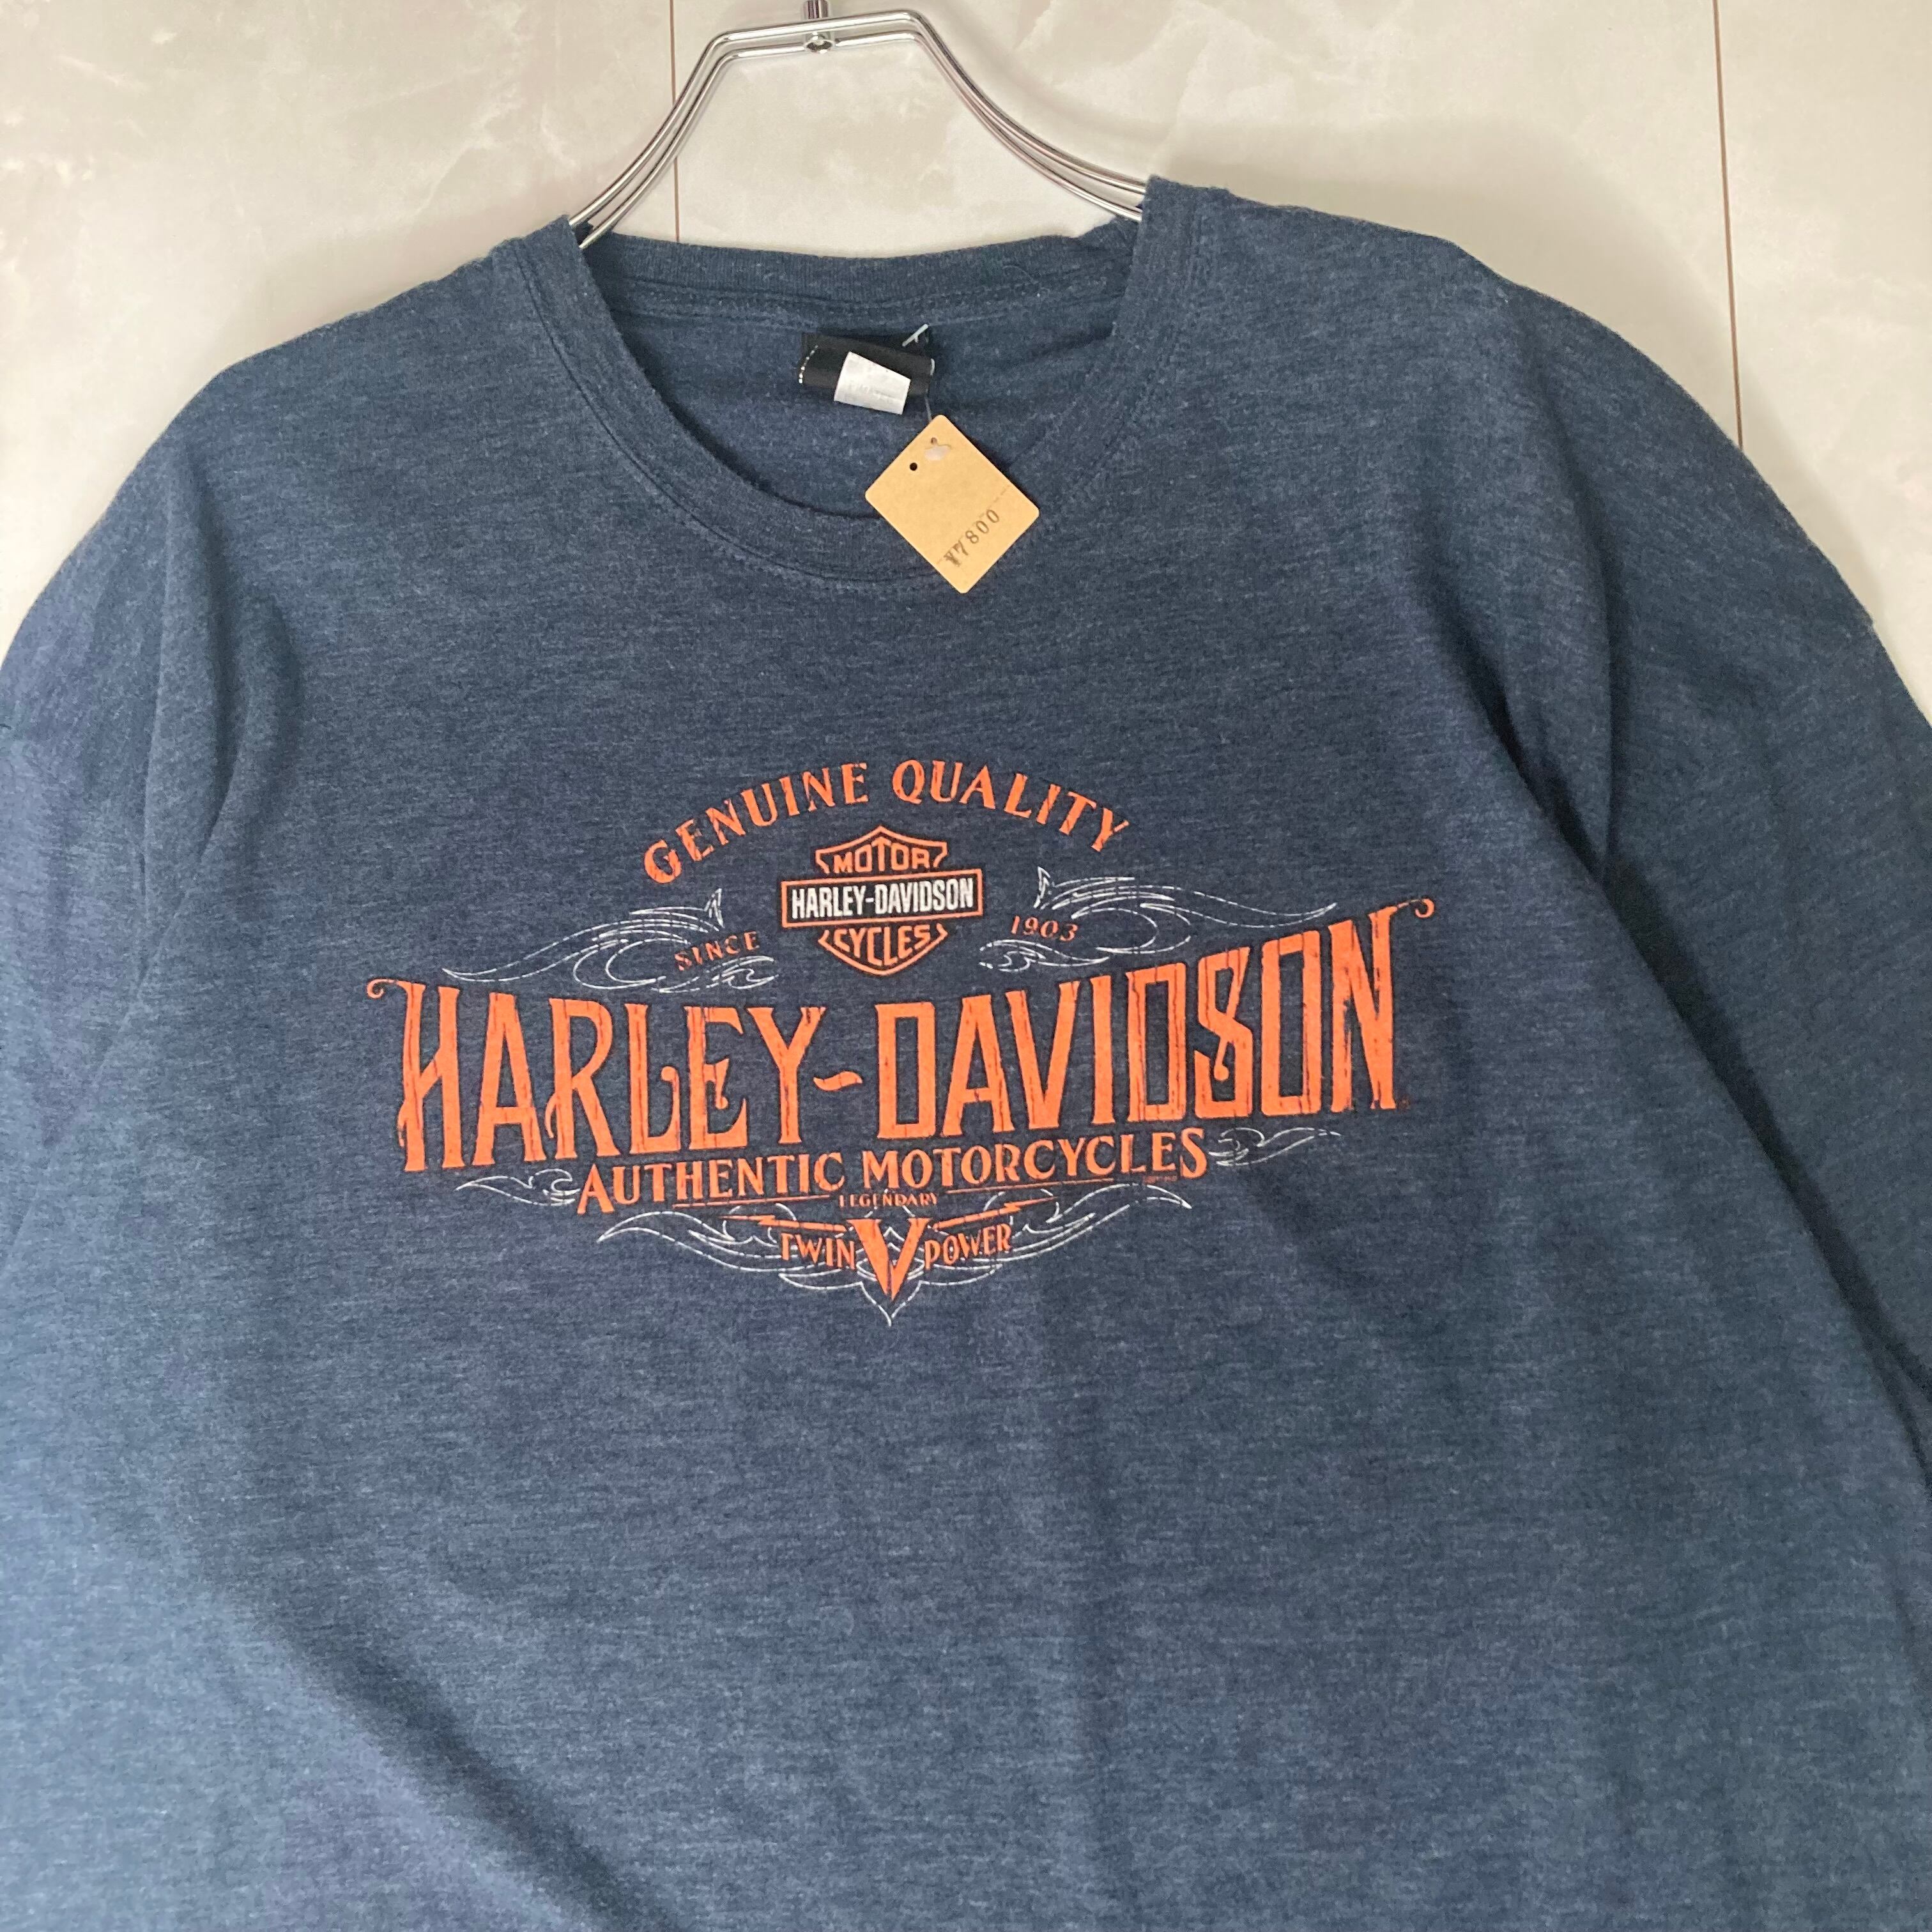 ¥7800
GENUINE QUALITY
MOTOR
HARLEY-DAVIDSON
CYCLES
SINCE 1903
HARLEY-DAVIDSON
AUTHENTIC MOTORCYCLES
LEGENDARY
TWIN V POWER